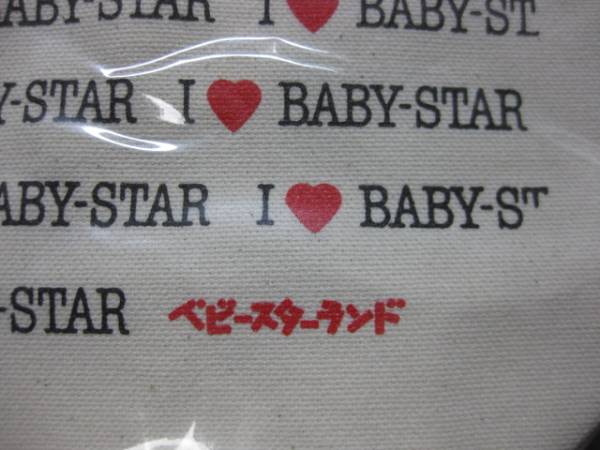 BABY-STAR I ❤ BABY-ST
Y-STAR I ❤ BABY-STAR
ABY-STAR I ❤ BABY-ST
-STAR ベビースターランド